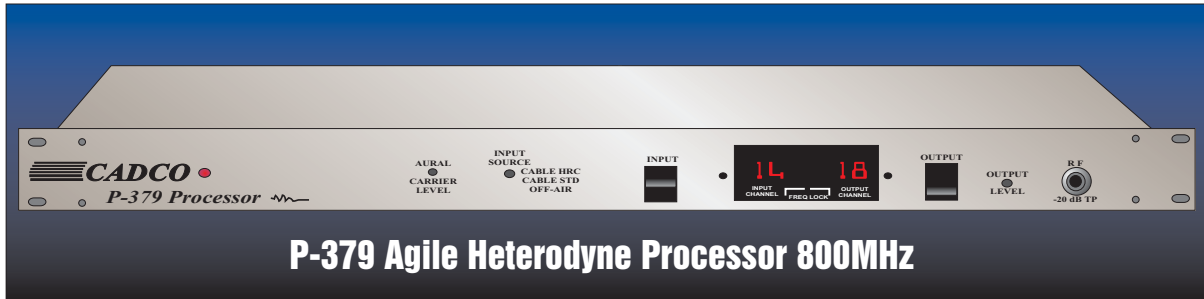 CADCO
P-379 Processor
AURAL
CARRIER
LEVEL
INPUT
SOURCE
CABLE HRC
CABLE STD
OFF-AIR
INPUT
14
18
INPUT
CHANNEL
FREQ LOCK
OUTPUT
CHANNEL
OUTPUT
OUTPUT
LEVEL
R F
-20 dB TP
P-379 Agile Heterodyne Processor 800MHz